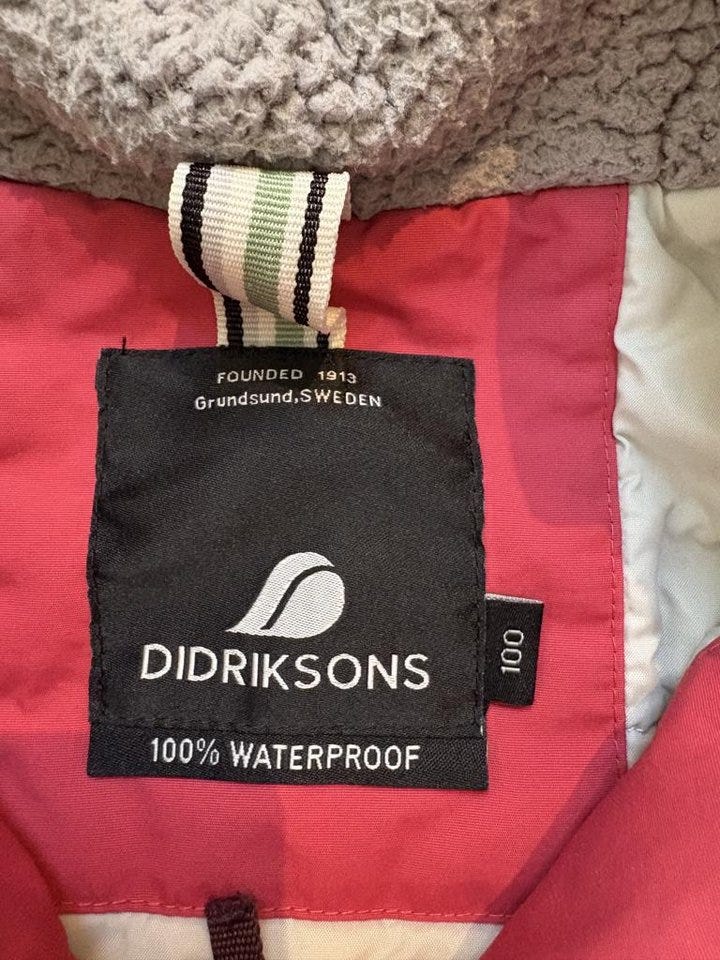 FOUNDED 1913
Grundsund,SWEDEN
DIDRIKSONS
100
100% WATERPROOF